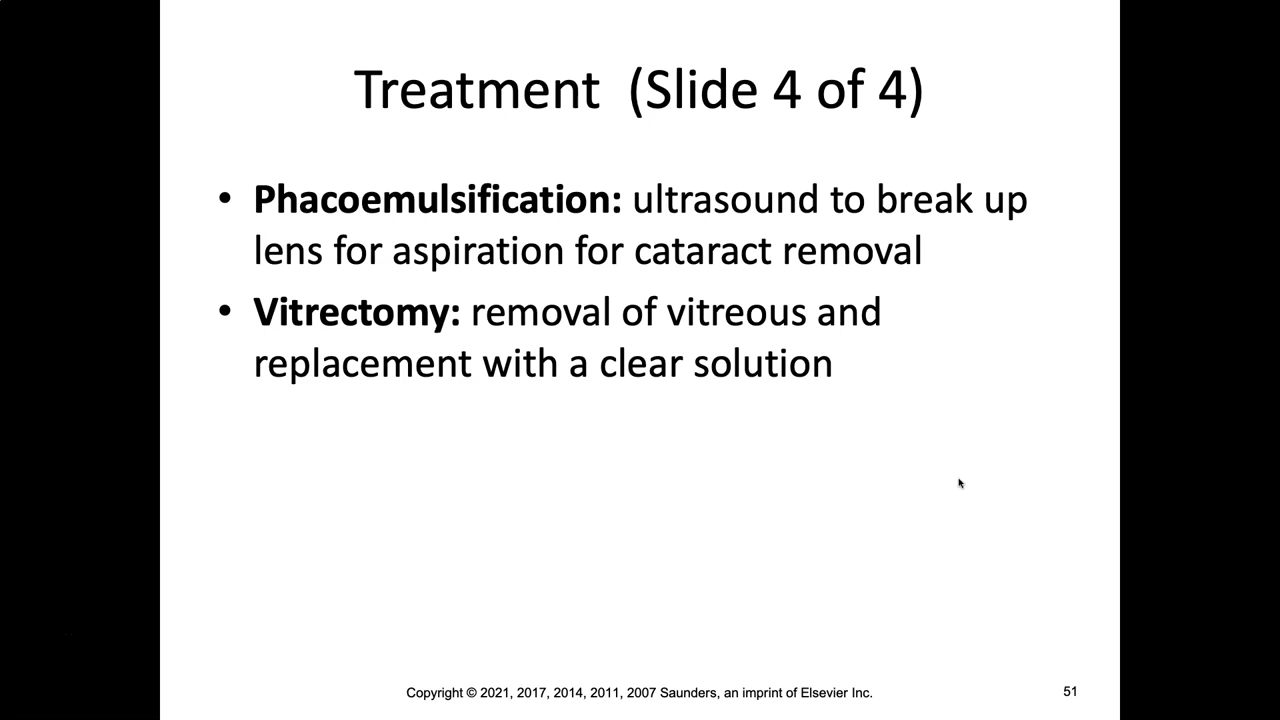 Treatment (Slide 4 of 4)
• Phacoemulsification: ultrasound to break up
lens for aspiration for cataract removal
• Vitrectomy: removal of vitreous and
replacement with a clear solution
Copyright © 2021, 2017, 2014, 2011, 2007 Saunders, an imprint of Elsevier Inc.
51